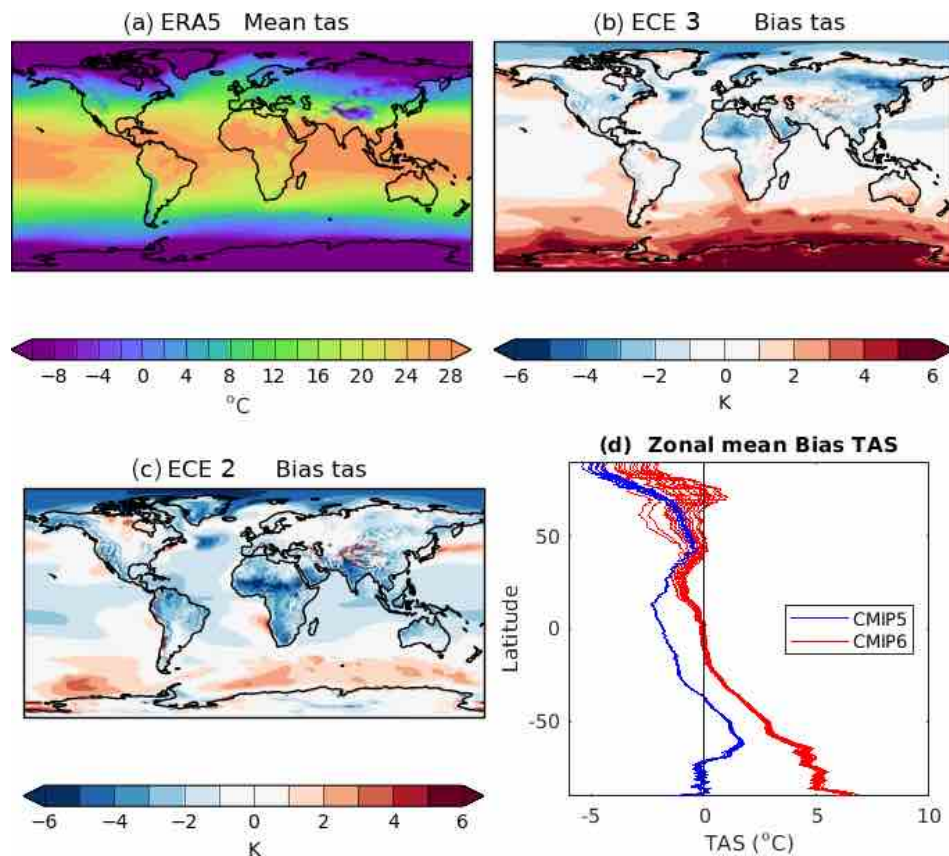 (a) ERA5 Mean tas
(b) ECE 3 Bias tas
−8 −4 0 4 8 12 16 20 24 28
°C
−6 −4 −2 0 2 4 6
K
(c) ECE 2 Bias tas
−6 −4 −2 0 2 4 6
K
(d) Zonal mean Bias TAS
50
0
-50
Latitude
CMIP5
CMIP6
-5 0 5 10
TAS (°C)